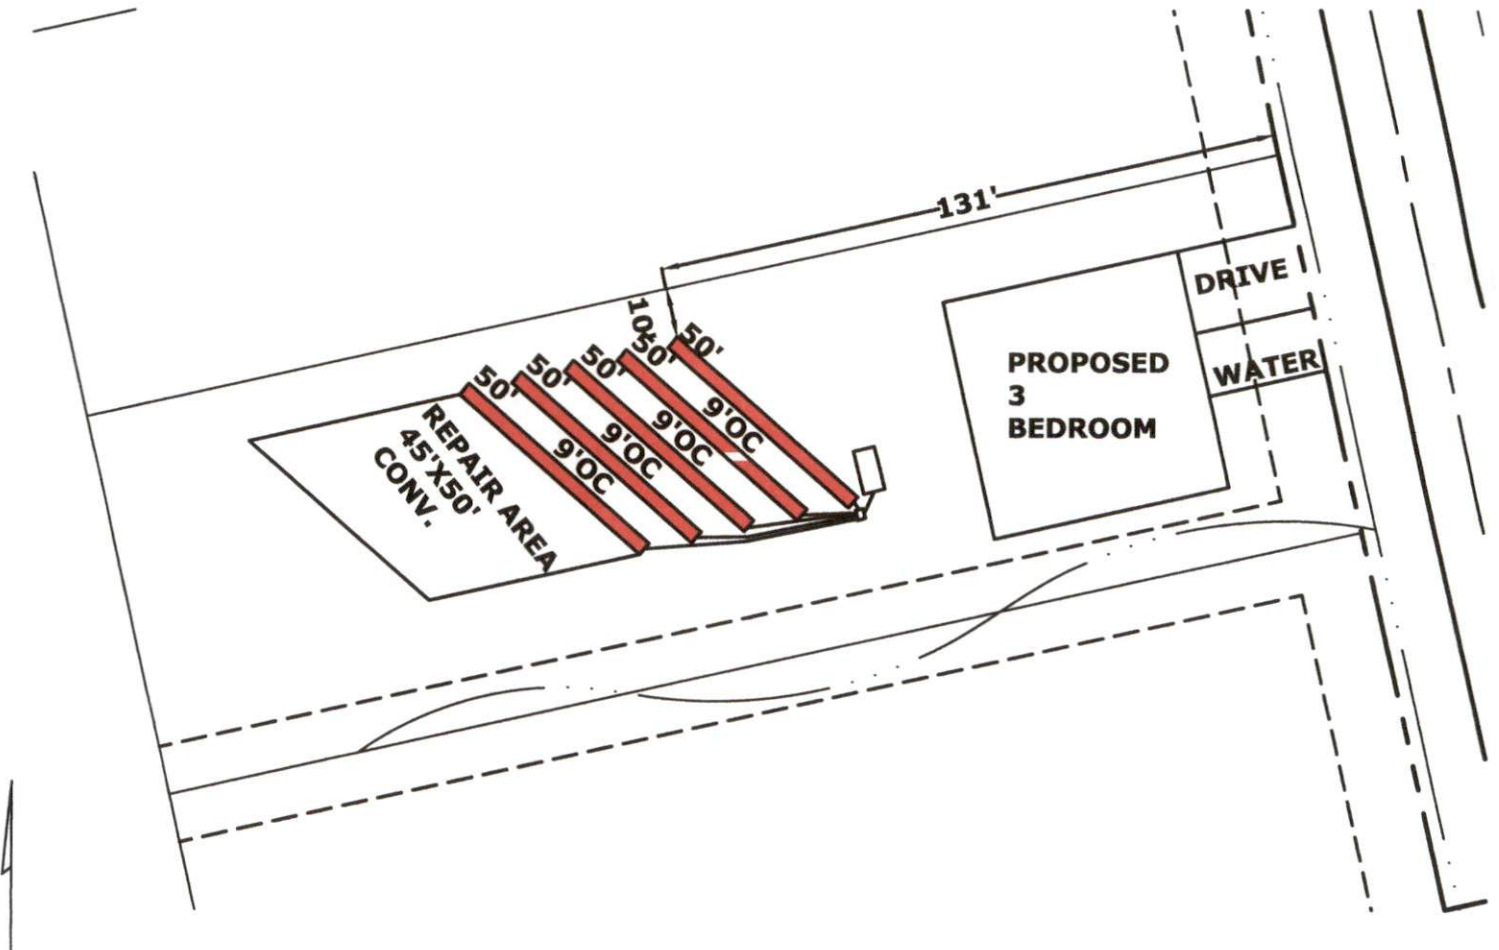 131'
DRIVE
WATER
PROPOSED
3
BEDROOM
10'
50'
50'
50'
50'
50'
9'OC
9'OC
9'OC
9'OC
REPAIR AREA
45'X50'
CONV.